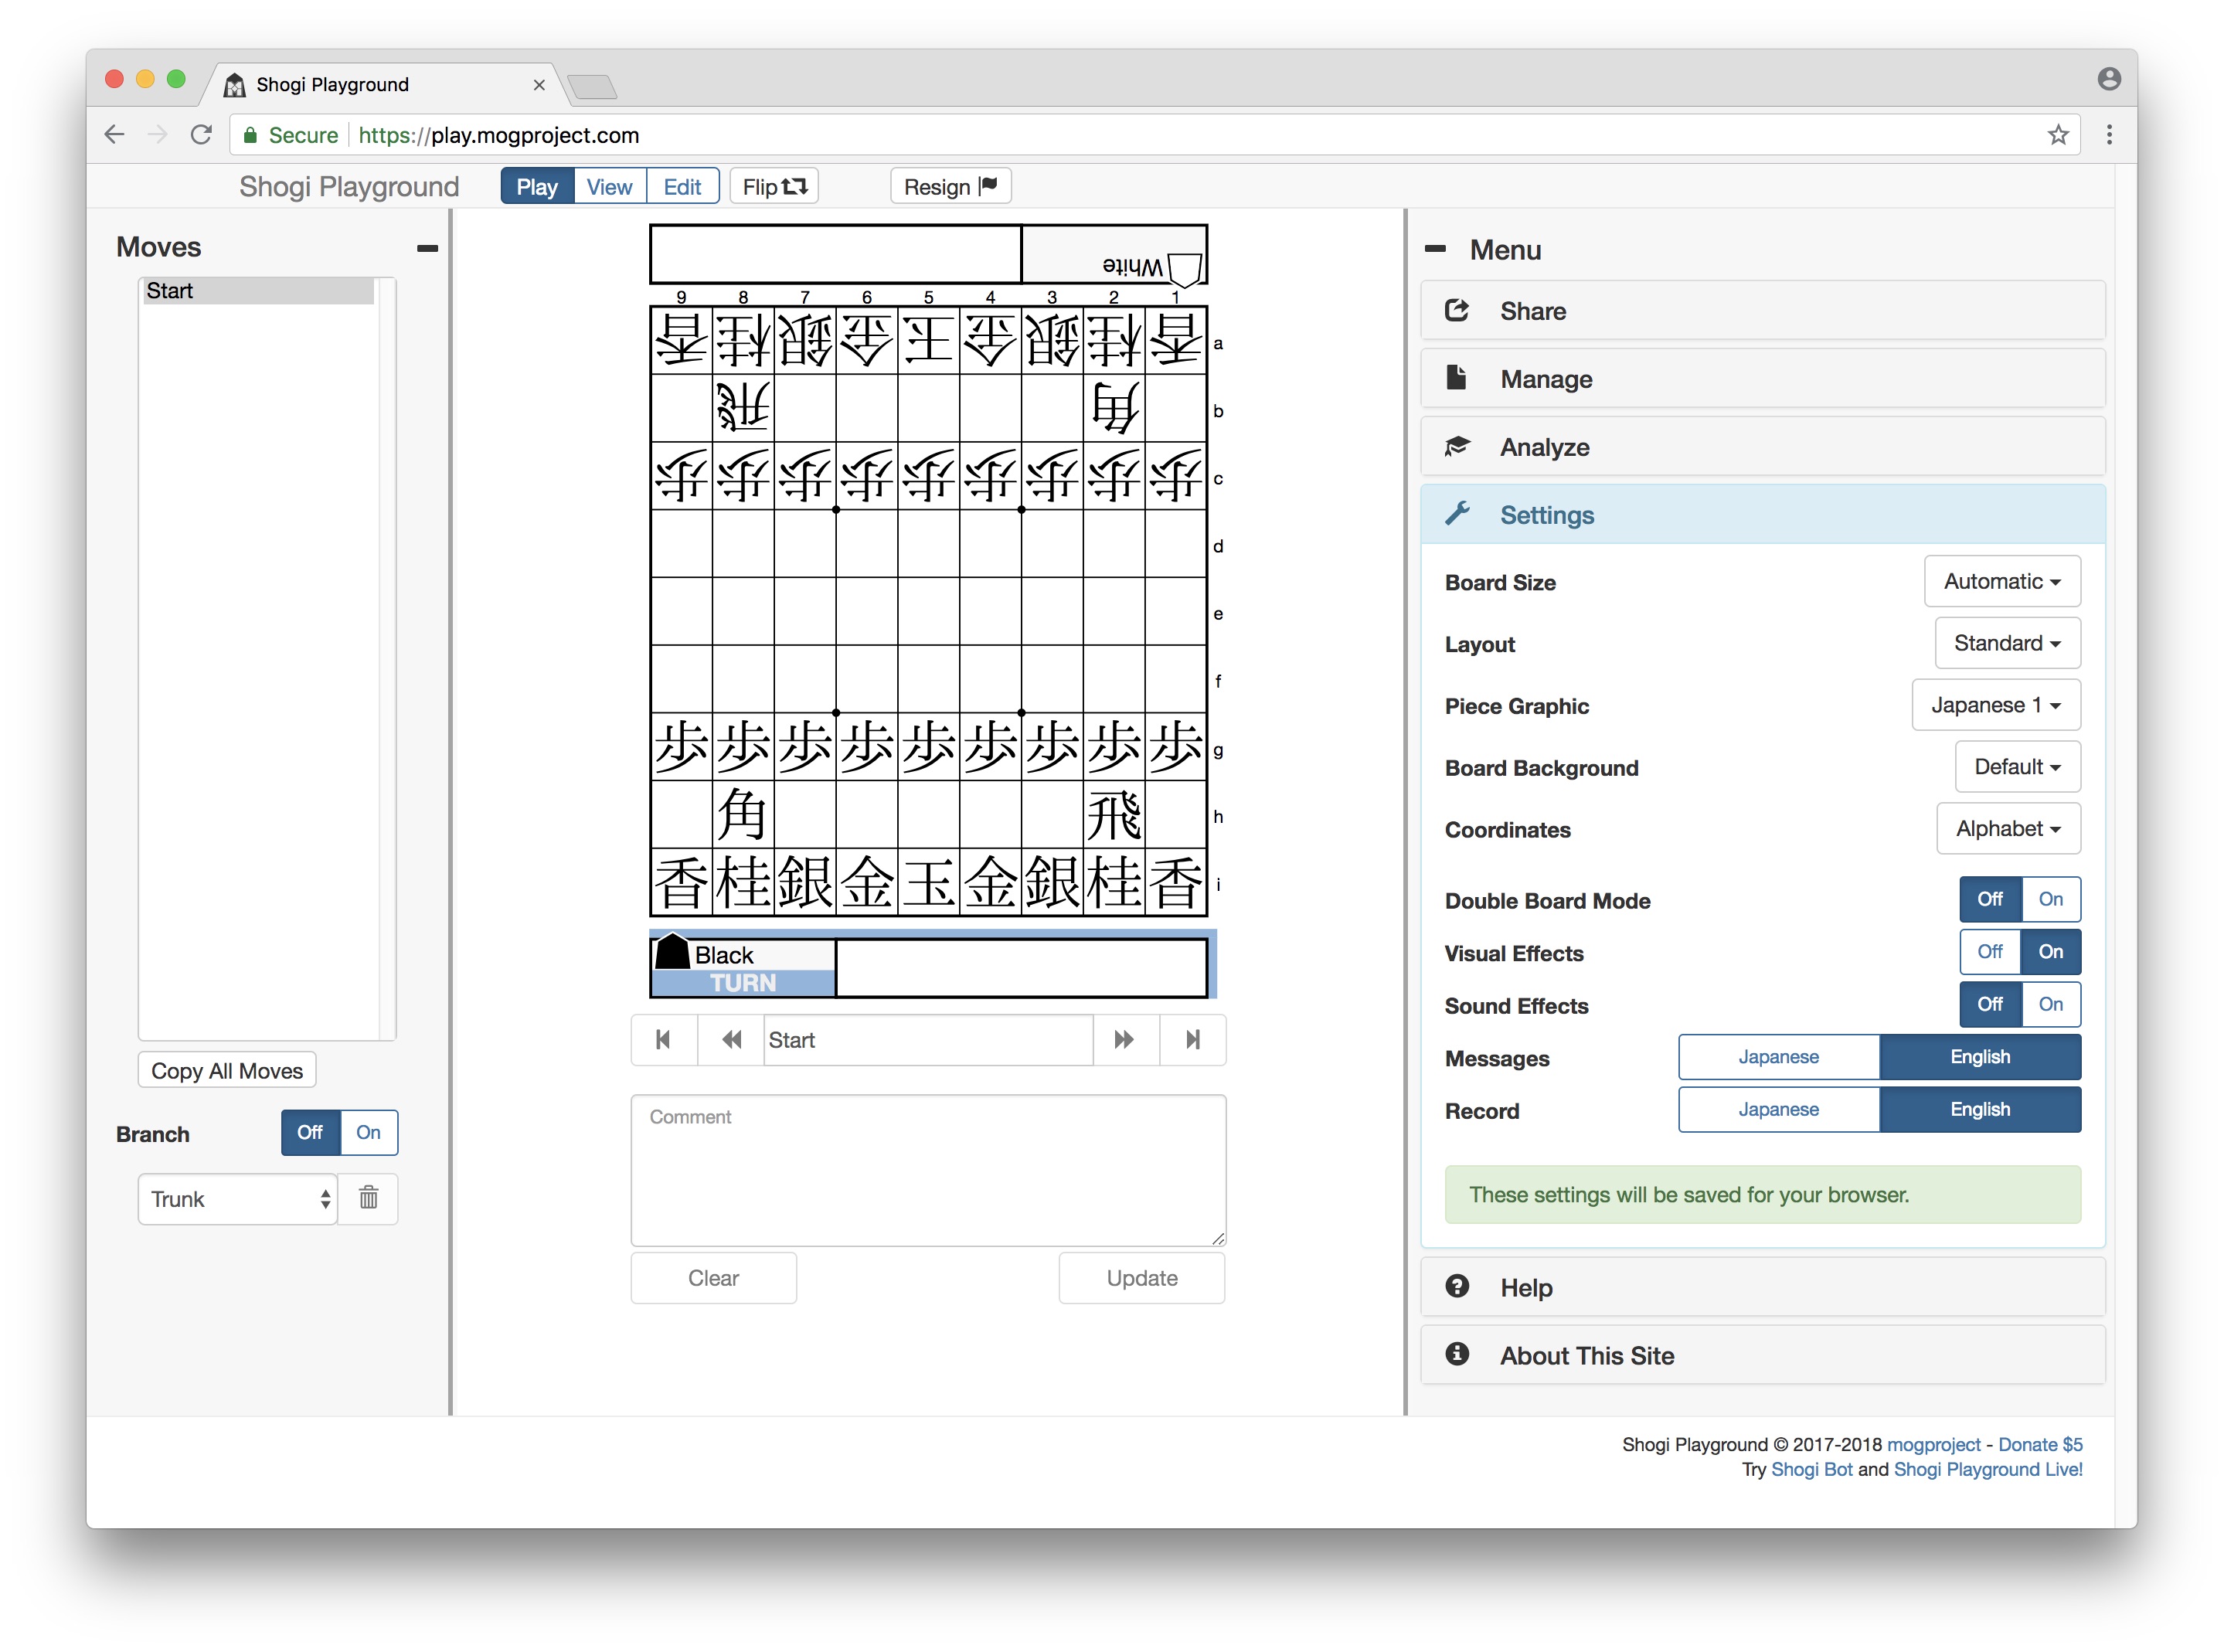 Shogi Playground
Secure https://play.mogproject.com
Shogi Playground Play View Edit Flip Resign
Moves
Start
Copy All Moves
Branch Off On
Trunk
White
9 8 7 6 5 4 3 2 1
香 桂 銀 金 玉 金 銀 桂 香 a
飛 角 b
歩 歩 歩 歩 歩 歩 歩 歩 歩 c
d
e
f
歩 歩 歩 歩 歩 歩 歩 歩 歩 g
角 飛 h
香 桂 銀 金 玉 金 銀 桂 香 i
Black
TURN
Start
Comment
Clear Update
Menu
Share
Manage
Analyze
Settings
Board Size Automatic
Layout Standard
Piece Graphic Japanese 1
Board Background Default
Coordinates Alphabet
Double Board Mode Off On
Visual Effects Off On
Sound Effects Off On
Messages Japanese English
Record Japanese English
These settings will be saved for your browser.
Help
About This Site
Shogi Playground © 2017-2018 mogproject - Donate $5
Try Shogi Bot and Shogi Playground Live!